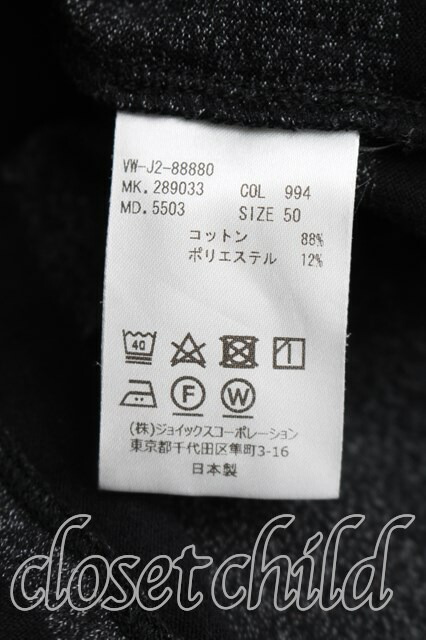 VW-J2-88880
MK.289033 COL 994
MD.5503 SIZE 50
コットン 88%
ポリエステル 12%
40
F W
(株)ジョイックスコーポレーション
東京都千代田区隼町3-16
日本製
closet child